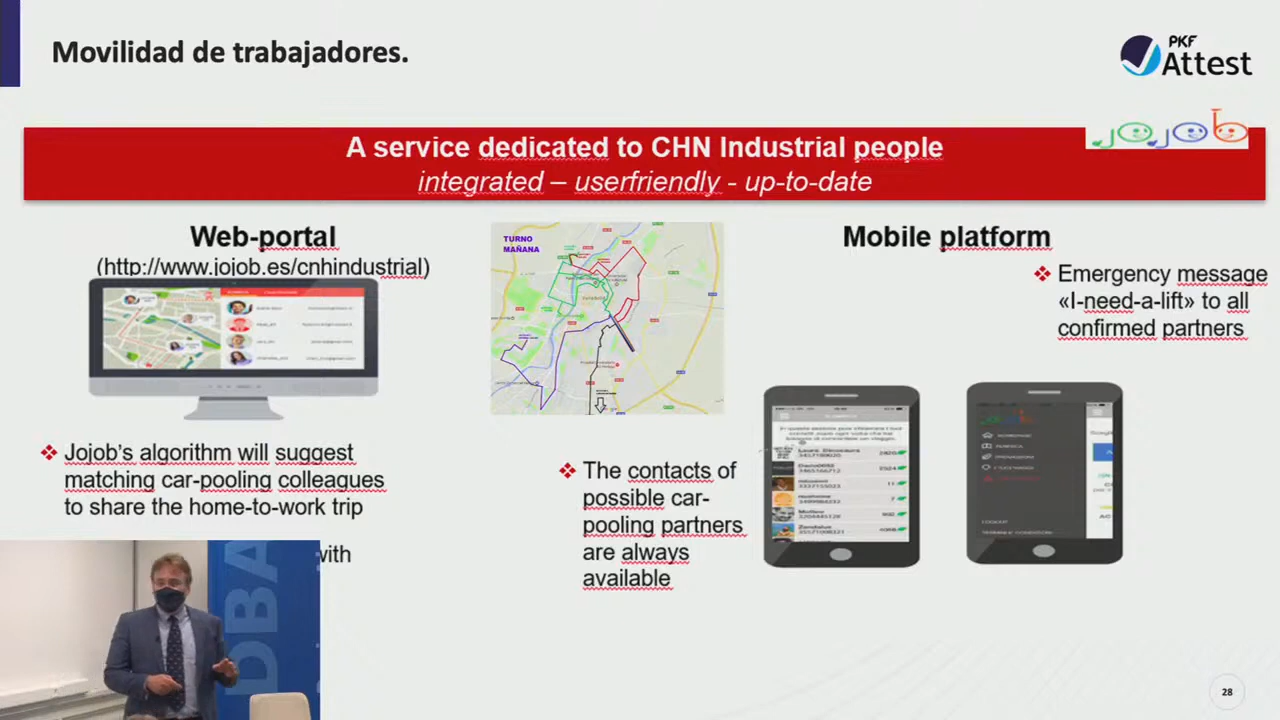 Movilidad de trabajadores.
PKF
Attest
A service dedicated to CHN Industrial people
integrated – userfriendly - up-to-date
jojob
Web-portal
(http://www.jojob.es/cnhindustrial)
TURNO
MAÑANA
Mobile platform
❖ Emergency message
«I-need-a-lift» to all
confirmed partners
❖ Jojob's algorithm will suggest
matching car-pooling colleagues
to share the home-to-work trip
with
❖ The contacts of
possible car-
pooling partners
are always
available
DBA
28